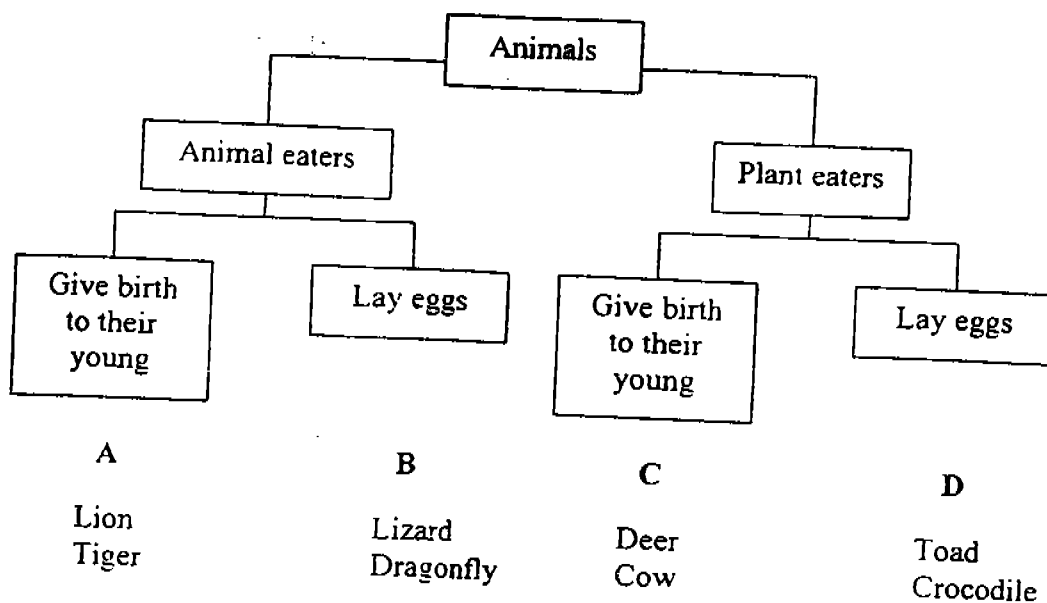 Animals
Animal eaters
Plant eaters
Give birth
to their
young
Lay eggs
Give birth
to their
young
Lay eggs
A
Lion
Tiger
B
Lizard
Dragonfly
C
Deer
Cow
D
Toad
Crocodile